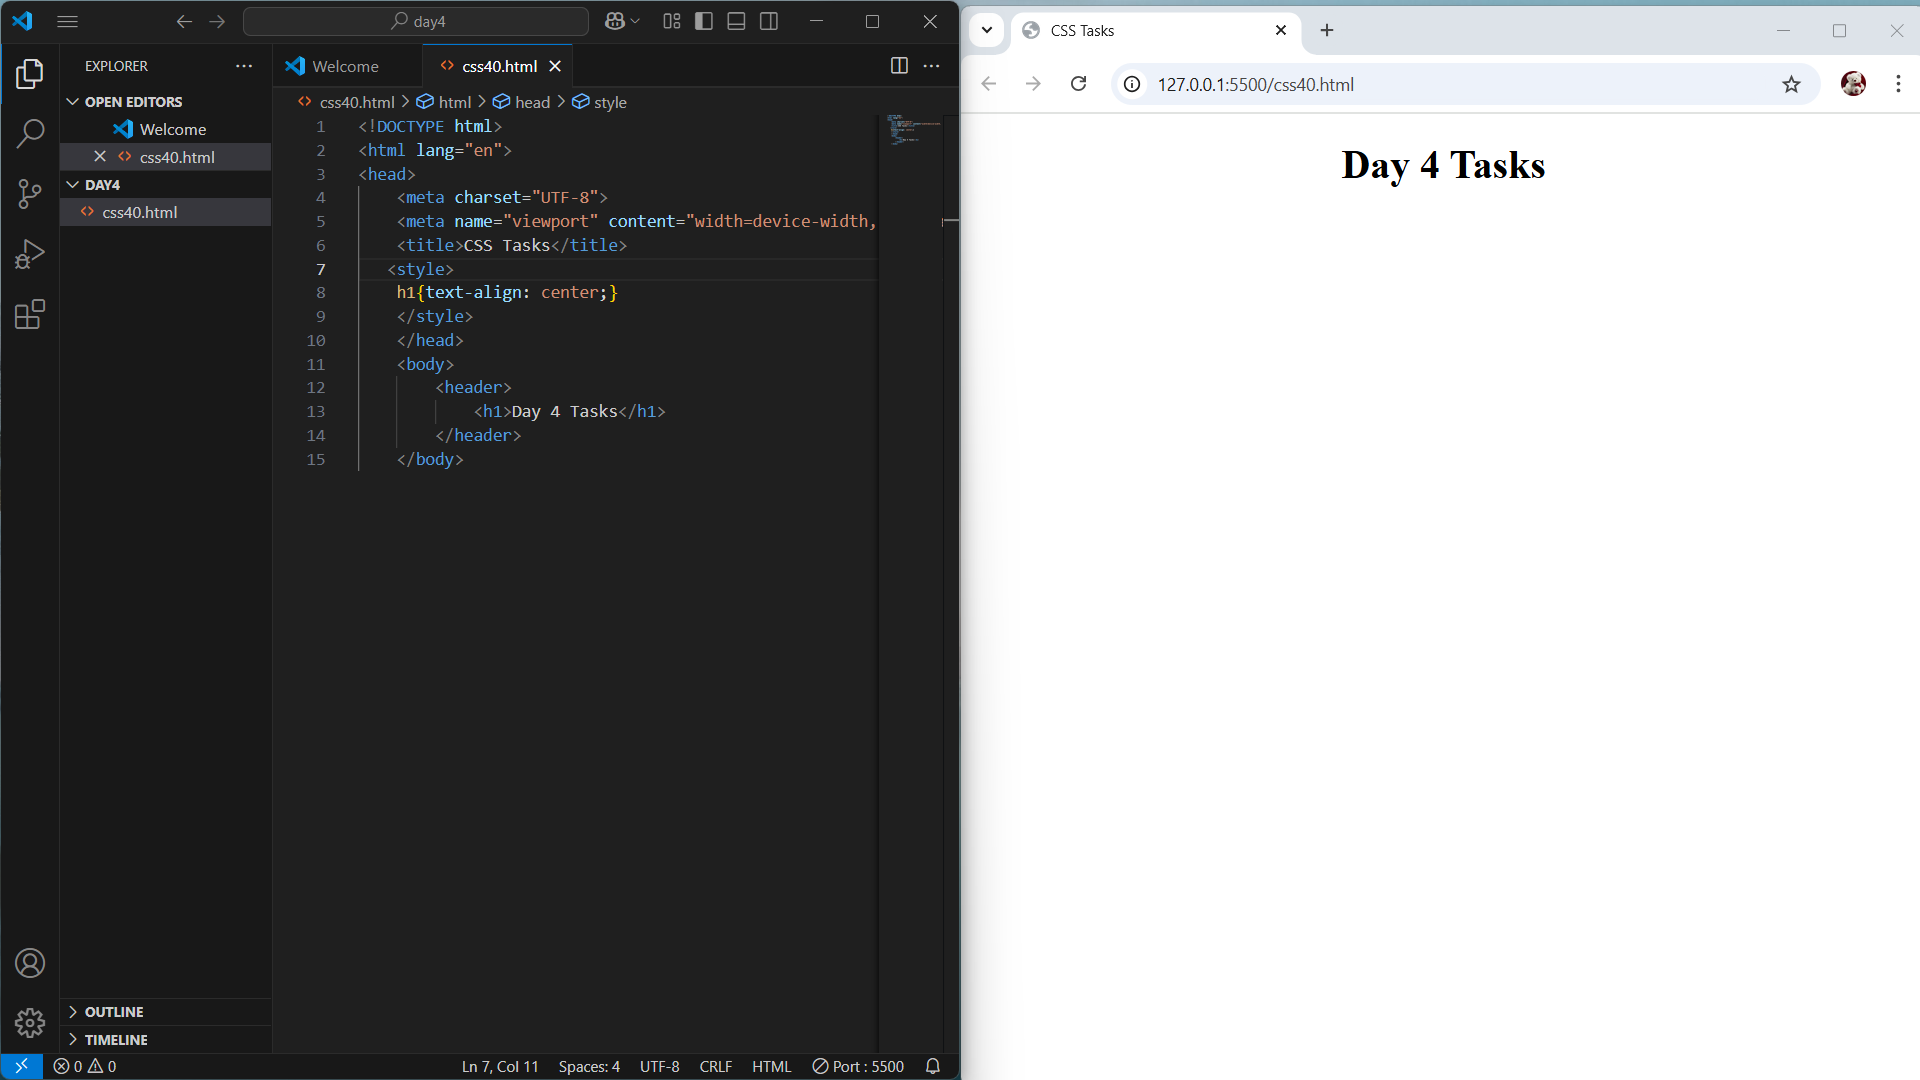 day4
EXPLORER
OPEN EDITORS
Welcome
css40.html
DAY4
css40.html
OUTLINE
TIMELINE
Welcome
css40.html
css40.html > html > head > style
1 <!DOCTYPE html>
2 <html lang="en">
3 <head>
4 <meta charset="UTF-8">
5 <meta name="viewport" content="width=device-width,
6 <title>CSS Tasks</title>
7 <style>
8 h1{text-align: center;}
9 </style>
10 </head>
11 <body>
12 <header>
13 <h1>Day 4 Tasks</h1>
14 </header>
15 </body>
0 0 Ln 7, Col 11 Spaces: 4 UTF-8 CRLF HTML Port : 5500
CSS Tasks
127.0.0.1:5500/css40.html
Day 4 Tasks